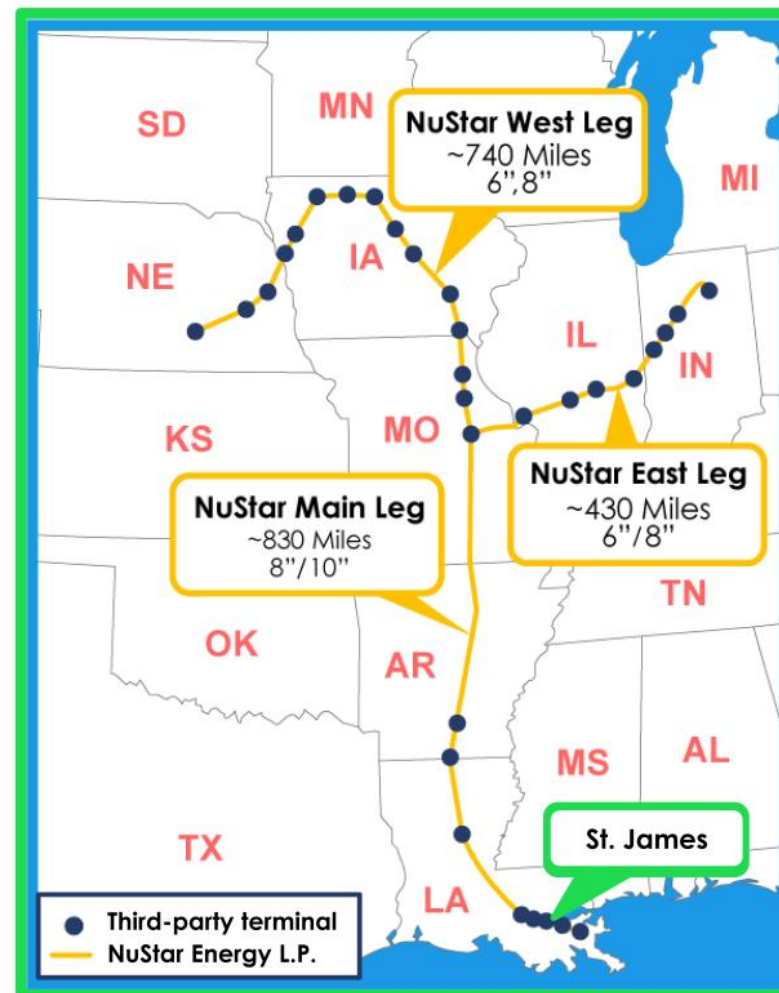 SD
MN
NuStar West Leg
~740 Miles
6”,8”
MI
NE
IA
IL
IN
KS
MO
NuStar East Leg
~430 Miles
6”/8”
NuStar Main Leg
~830 Miles
8”/10”
TN
OK
AR
MS
AL
St. James
TX
LA
Third-party terminal
NuStar Energy L.P.